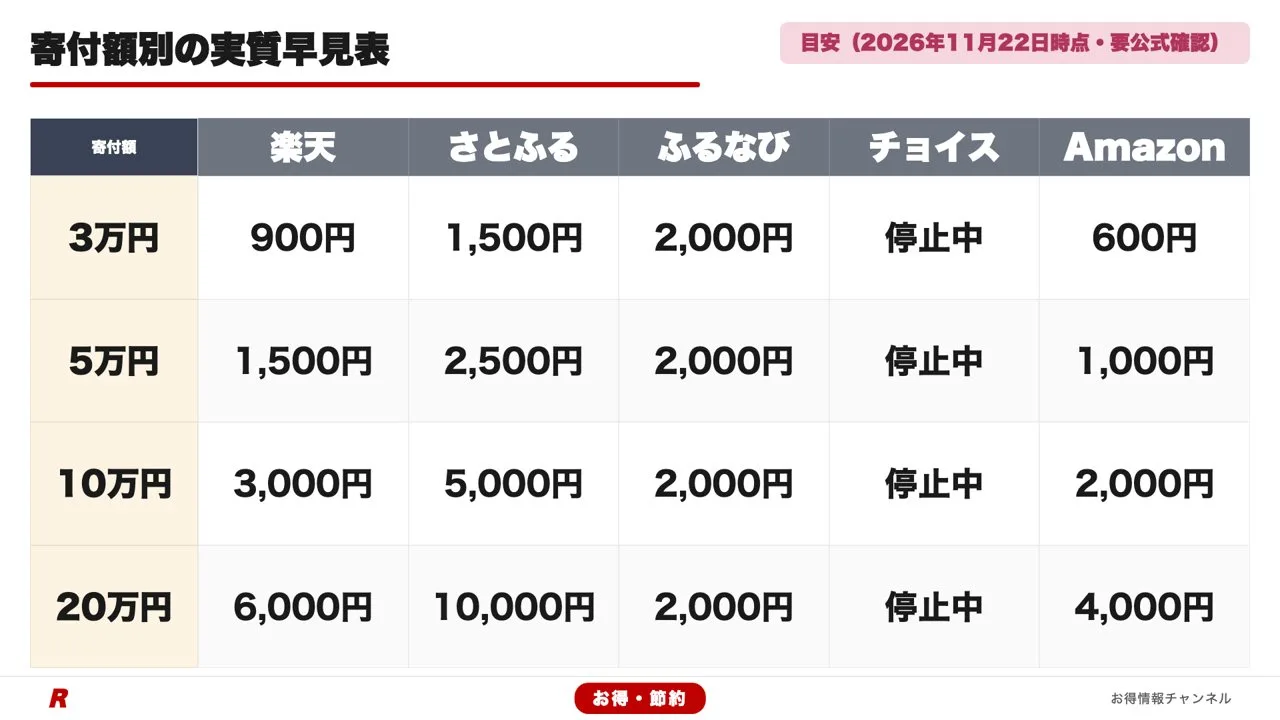 寄付額別の実質早見表
目安（2026年11月22日時点・要公式確認）
寄付額 楽天 さとふる ふるなび チョイス Amazon
3万円 900円 1,500円 2,000円 停止中 600円
5万円 1,500円 2,500円 2,000円 停止中 1,000円
10万円 3,000円 5,000円 2,000円 停止中 2,000円
20万円 6,000円 10,000円 2,000円 停止中 4,000円
R お得・節約 お得情報チャンネル